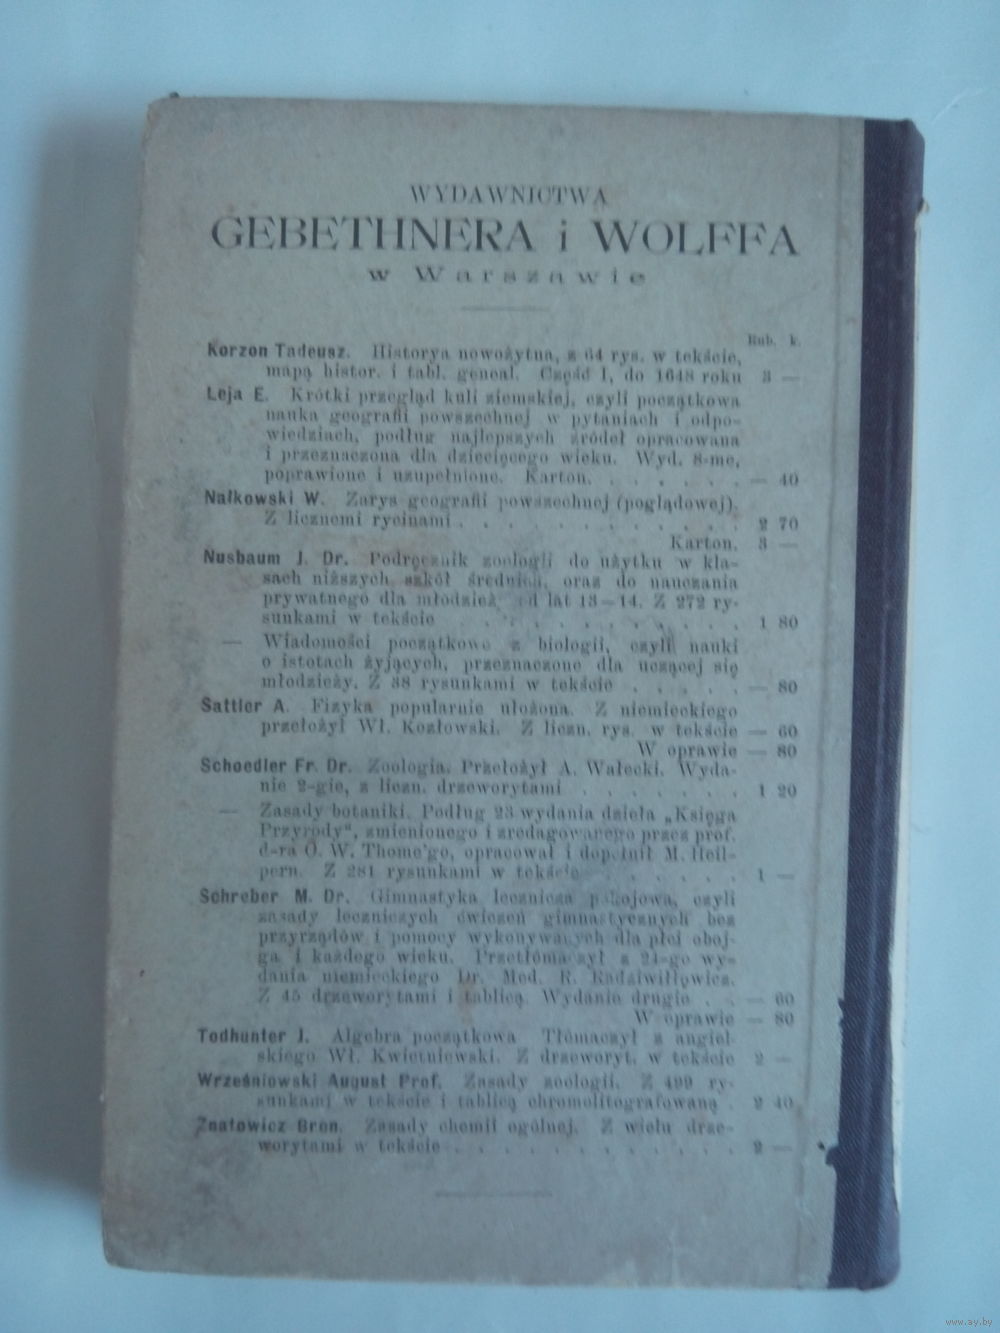 WYDAWNICTWA
GEBETHNERA i WOLFFA
w Warszawie
Rub. k.
Korzon Tadeusz. Historya nowożytna, z 64 rys. w tekście,
mapą histor. i tabl. geneal. Część I, do 1648 roku 3 —
Leja E. Krótki przegląd kuli ziemskiej, czyli początkowa
nauka geografii powszechnej w pytaniach i odpo-
wiedziach, podług najlepszych źródeł opracowana
i przeznaczona dla dziecięcego wieku. Wyd. 8-me,
poprawione i uzupełnione. Karton. . . . . . . — 40
Nałkowski W. Zarys geografii powszechnej (poglądowej).
Z licznemi rycinami . . . . . . . . . . . . 2 70
Karton. 3 —
Nusbaum J. Dr. Podręcznik zoologii do użytku w kla-
sach niższych szkół średnich, oraz do nauczania
prywatnego dla młodzieży od lat 13—14. Z 272 ry-
sunkami w tekście . . . . . . . . . . . 1 80
— Wiadomości początkowe z biologii, czyli nauki
o istotach żyjących, przeznaczone dla uczącej się
młodzieży. Z 38 rysunkami w tekście . . . . . — 80
Sattler A. Fizyka popularnie ułożona. Z niemieckiego
przełożył Wł. Kozłowski. Z liczn. rys. w tekście — 60
W oprawie — 80
Schoedler Fr. Dr. Zoologia. Przełożył A. Wałecki. Wyda-
nie 2-gie, z liczn. drzeworytami . . . . . . . 1 20
— Zasady botaniki. Podług 23 wydania dzieła „Księga
Przyrody“, zmienionego i zredagowanego przez prof.
d-ra O. W. Thome'go, opracował i dopełnił M. Heil-
pern. Z 281 rysunkami w tekście . . . . . . 1 —
Schreber M. Dr. Gimnastyka lecznicza pokojowa, czyli
zasady leczniczych ćwiczeń gimnastycznych bez
przyrządów i pomocy wykonywanych dla płci oboj-
ga i każdego wieku. Przetłómaczył z 24-go wy-
dania niemieckiego Dr. Med. R. Radziwiłłowicz.
Z 45 drzeworytami i tablicą. Wydanie drugie . . — 60
W oprawie — 80
Todhunter J. Algebra początkowa Tłómaczył z angiel-
skiego Wł. Kwietniewski. Z drzeworyt. w tekście 2 —
Wrześniowski August Prof. Zasady zoologii. Z 499 ry-
sunkami w tekście i tablicą chromolitografowaną . 2 40
Znatowicz Bron. Zasady chemii ogólnej. Z wielu drze-
worytami w tekście . . . . . . . . . . . 2 —
www.ay.by